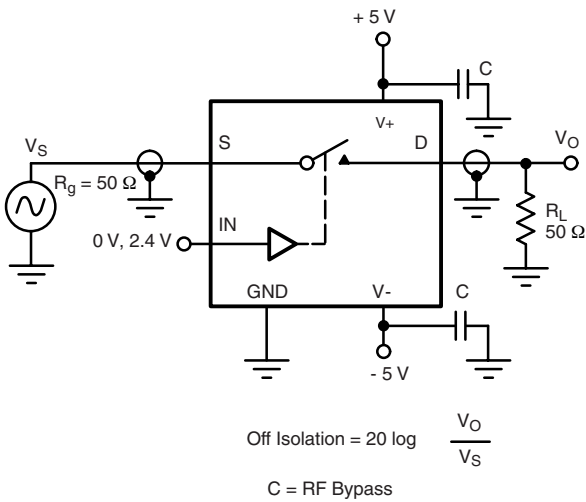 + 5 V
C
V+
VS
S
D
VO
Rg = 50 Ω
RL
50 Ω
0 V, 2.4 V
IN
GND
V-
C
- 5 V
Off Isolation = 20 log VO
VS
C = RF Bypass